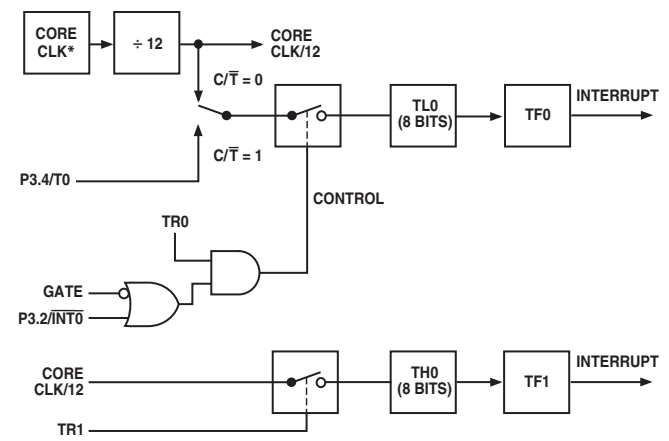 CORE
CLK*
÷ 12
CORE
CLK/12
C/T̅ = 0
TL0
(8 BITS)
TF0
INTERRUPT
C/T̅ = 1
P3.4/T0
CONTROL
TR0
GATE
P3.2/I̅N̅T̅0̅
CORE
CLK/12
TH0
(8 BITS)
TF1
INTERRUPT
TR1